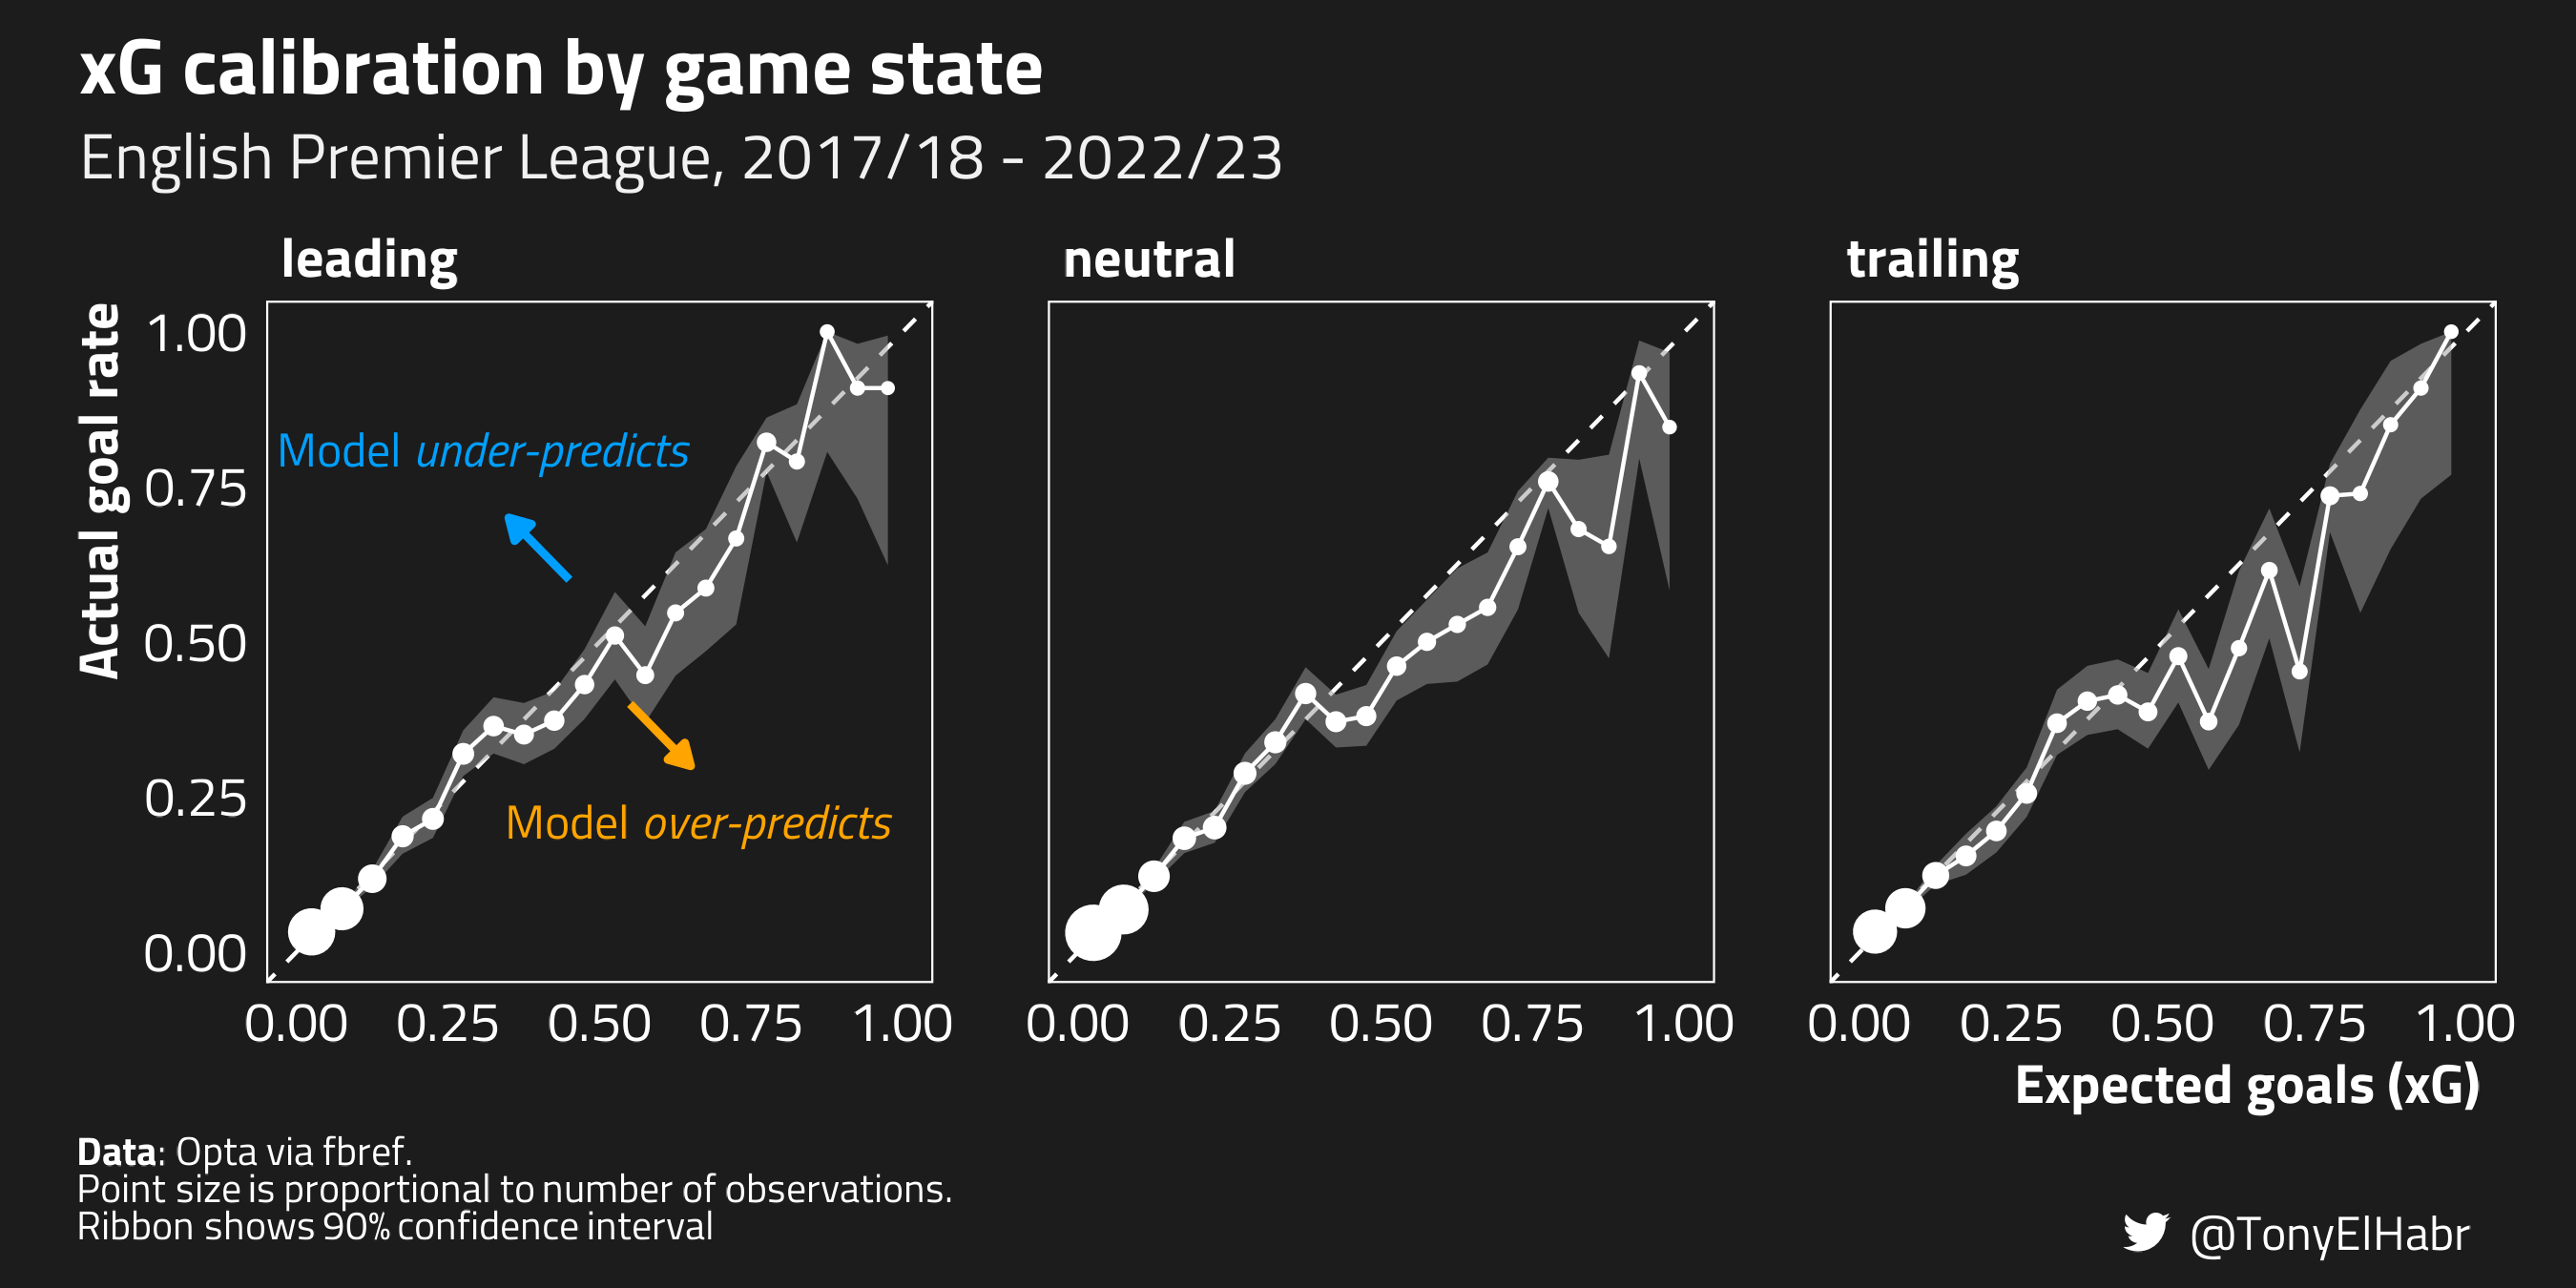 xG calibration by game state
English Premier League, 2017/18 - 2022/23
leading
neutral
trailing
Actual goal rate
1.00
0.75
0.50
0.25
0.00
Model under-predicts
Model over-predicts
0.00 0.25 0.50 0.75 1.00
0.00 0.25 0.50 0.75 1.00
0.00 0.25 0.50 0.75 1.00
Expected goals (xG)
Data: Opta via fbref.
Point size is proportional to number of observations.
Ribbon shows 90% confidence interval
@TonyElHabr